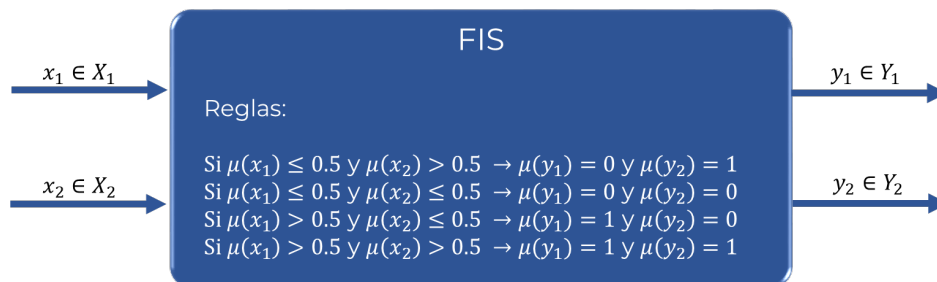 FIS
x₁ ∈ X₁
y₁ ∈ Y₁
Reglas:
Si μ(x₁) ≤ 0.5 y μ(x₂) > 0.5 → μ(y₁) = 0 y μ(y₂) = 1
x₂ ∈ X₂
y₂ ∈ Y₂
Si μ(x₁) ≤ 0.5 y μ(x₂) ≤ 0.5 → μ(y₁) = 0 y μ(y₂) = 0
Si μ(x₁) > 0.5 y μ(x₂) ≤ 0.5 → μ(y₁) = 1 y μ(y₂) = 0
Si μ(x₁) > 0.5 y μ(x₂) > 0.5 → μ(y₁) = 1 y μ(y₂) = 1